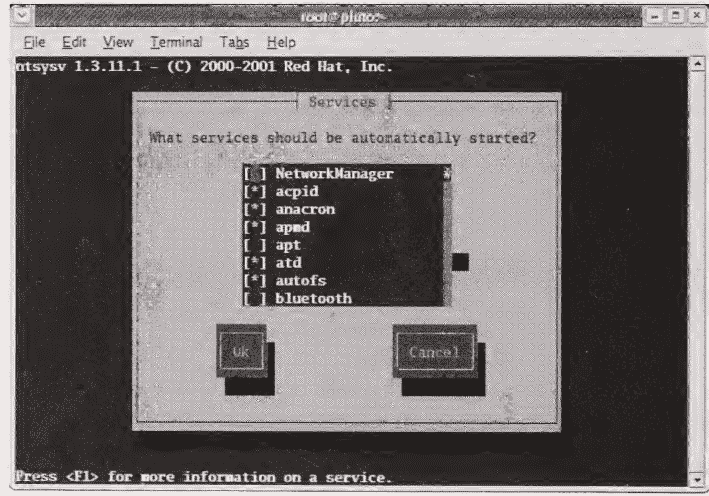 root@pluto:~
File Edit View Terminal Tabs Help
ntsysv 1.3.11.1 - (C) 2000-2001 Red Hat, Inc.
Services
What services should be automatically started?
[ ] NetworkManager
[*] acpid
[*] anacron
[*] apmd
[ ] apt
[*] atd
[*] autofs
[ ] bluetooth
Ok Cancel
Press <F1> for more information on a service.